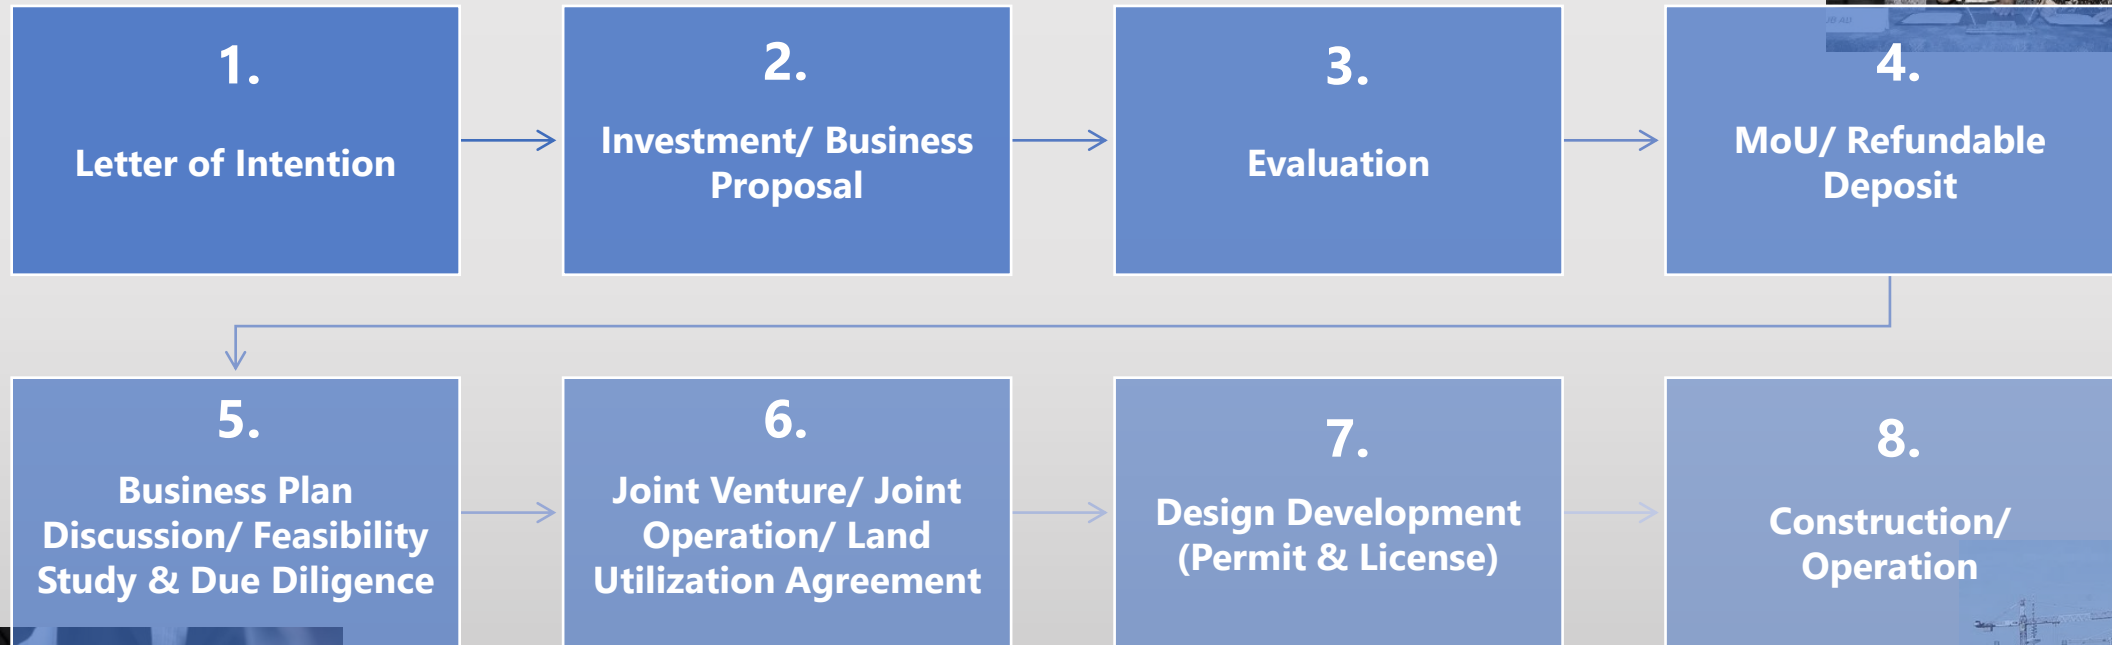 1.
Letter of Intention
2.
Investment/ Business
Proposal
3.
Evaluation
4.
MoU/ Refundable
Deposit
5.
Business Plan
Discussion/ Feasibility
Study & Due Diligence
6.
Joint Venture/ Joint
Operation/ Land
Utilization Agreement
7.
Design Development
(Permit & License)
8.
Construction/
Operation